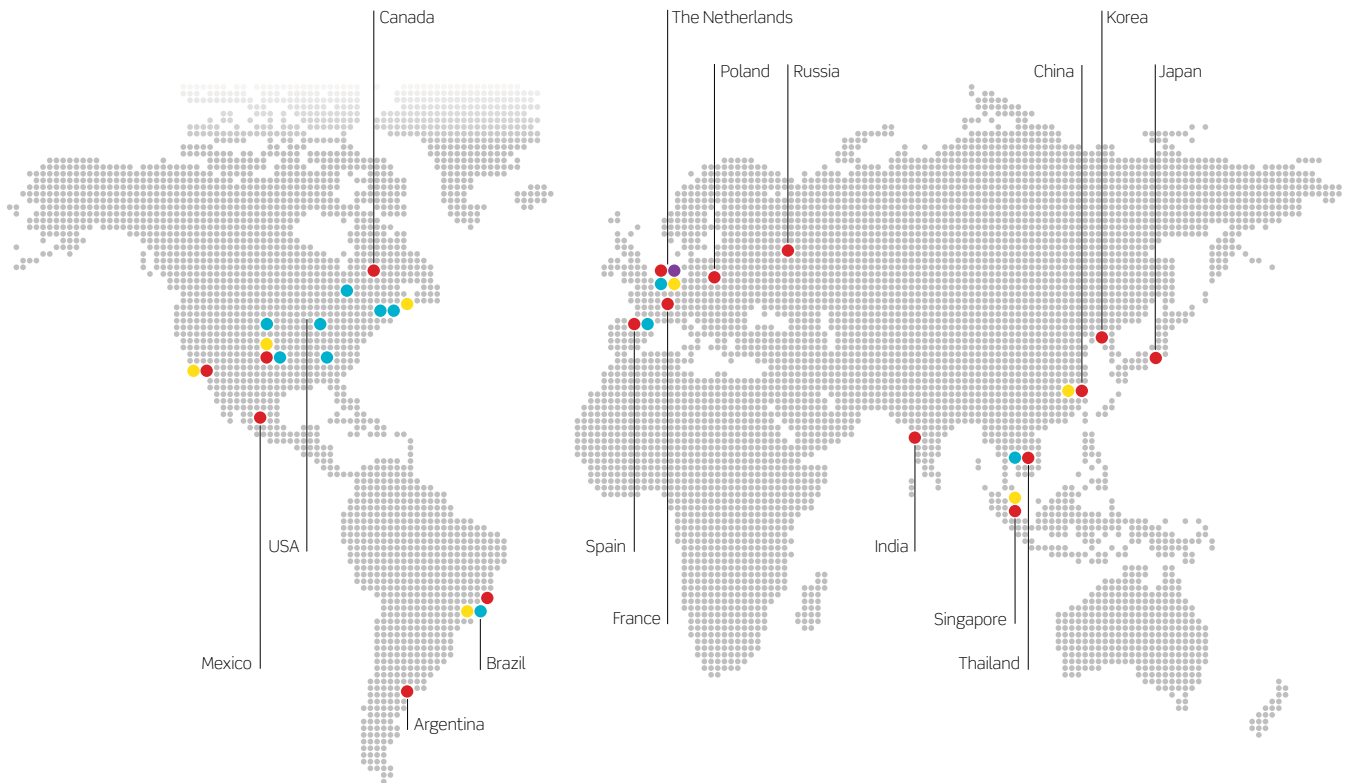 Canada
The Netherlands
Korea
Poland
Russia
China
Japan
USA
Spain
India
France
Singapore
Mexico
Brazil
Thailand
Argentina